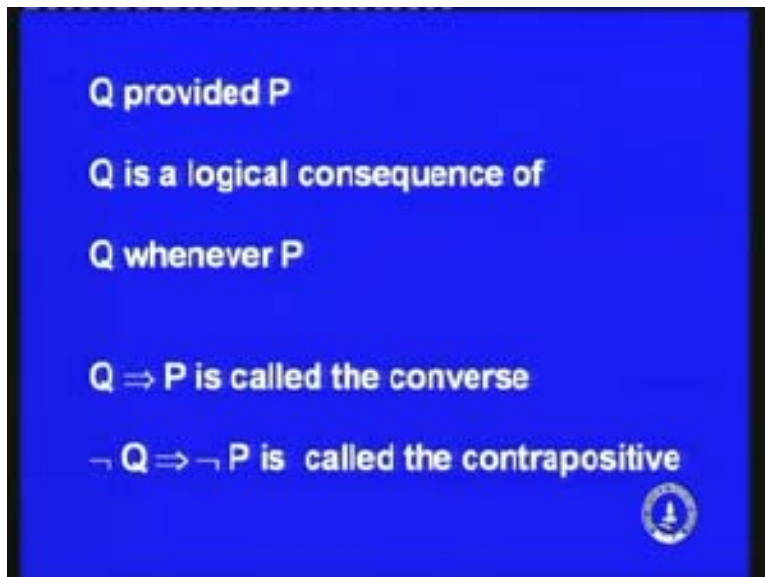 Q provided P
Q is a logical consequence of
Q whenever P
Q ⇒ P is called the converse
¬ Q ⇒ ¬ P is called the contrapositive